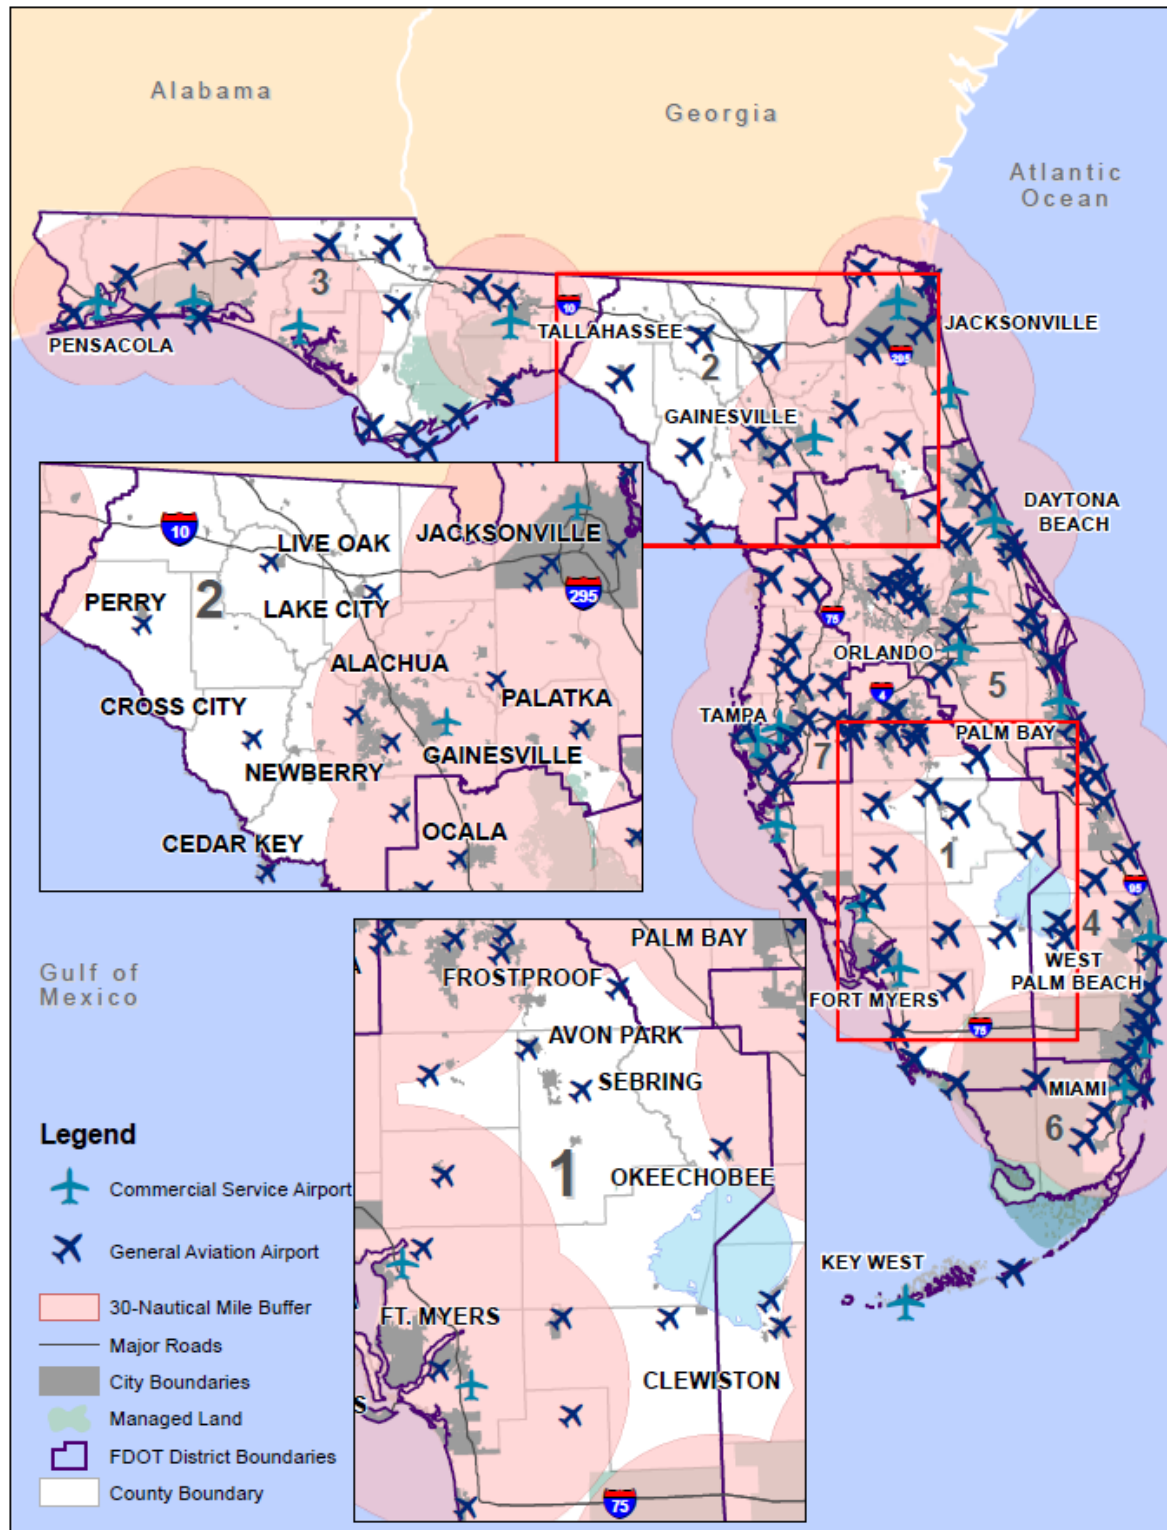 Alabama
Georgia
Atlantic
Ocean
3
PENSACOLA
10
TALLAHASSEE
2
GAINESVILLE
JACKSONVILLE
295
DAYTONA
BEACH
75
ORLANDO
4
5
TAMPA
7
PALM BAY
1
95
4
WEST
PALM BEACH
FORT MYERS
75
MIAMI
6
KEY WEST
10
LIVE OAK
JACKSONVILLE
PERRY
2
LAKE CITY
295
ALACHUA
PALATKA
CROSS CITY
NEWBERRY
GAINESVILLE
CEDAR KEY
OCALA
PALM BAY
FROSTPROOF
AVON PARK
SEBRING
1
OKEECHOBEE
FT. MYERS
CLEWISTON
S
75
Gulf of
Mexico
Legend
Commercial Service Airport
General Aviation Airport
30-Nautical Mile Buffer
Major Roads
City Boundaries
Managed Land
FDOT District Boundaries
County Boundary